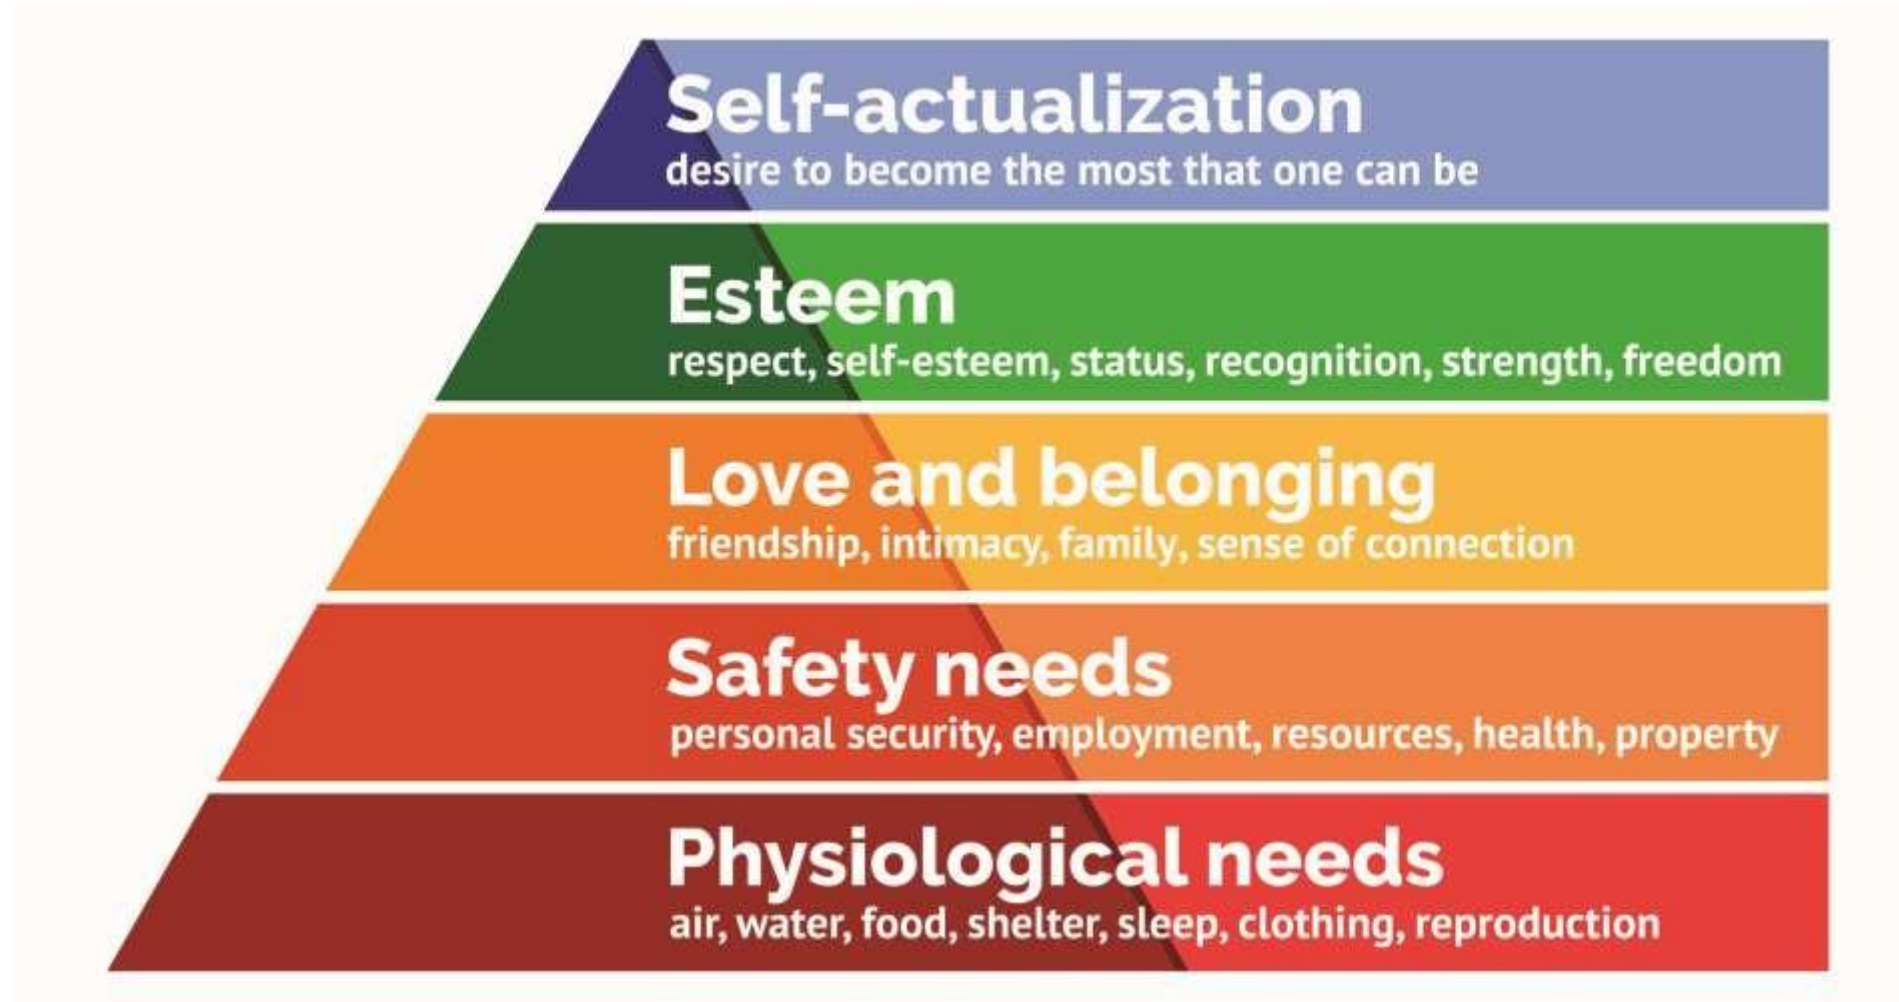 Self-actualization
desire to become the most that one can be
Esteem
respect, self-esteem, status, recognition, strength, freedom
Love and belonging
friendship, intimacy, family, sense of connection
Safety needs
personal security, employment, resources, health, property
Physiological needs
air, water, food, shelter, sleep, clothing, reproduction